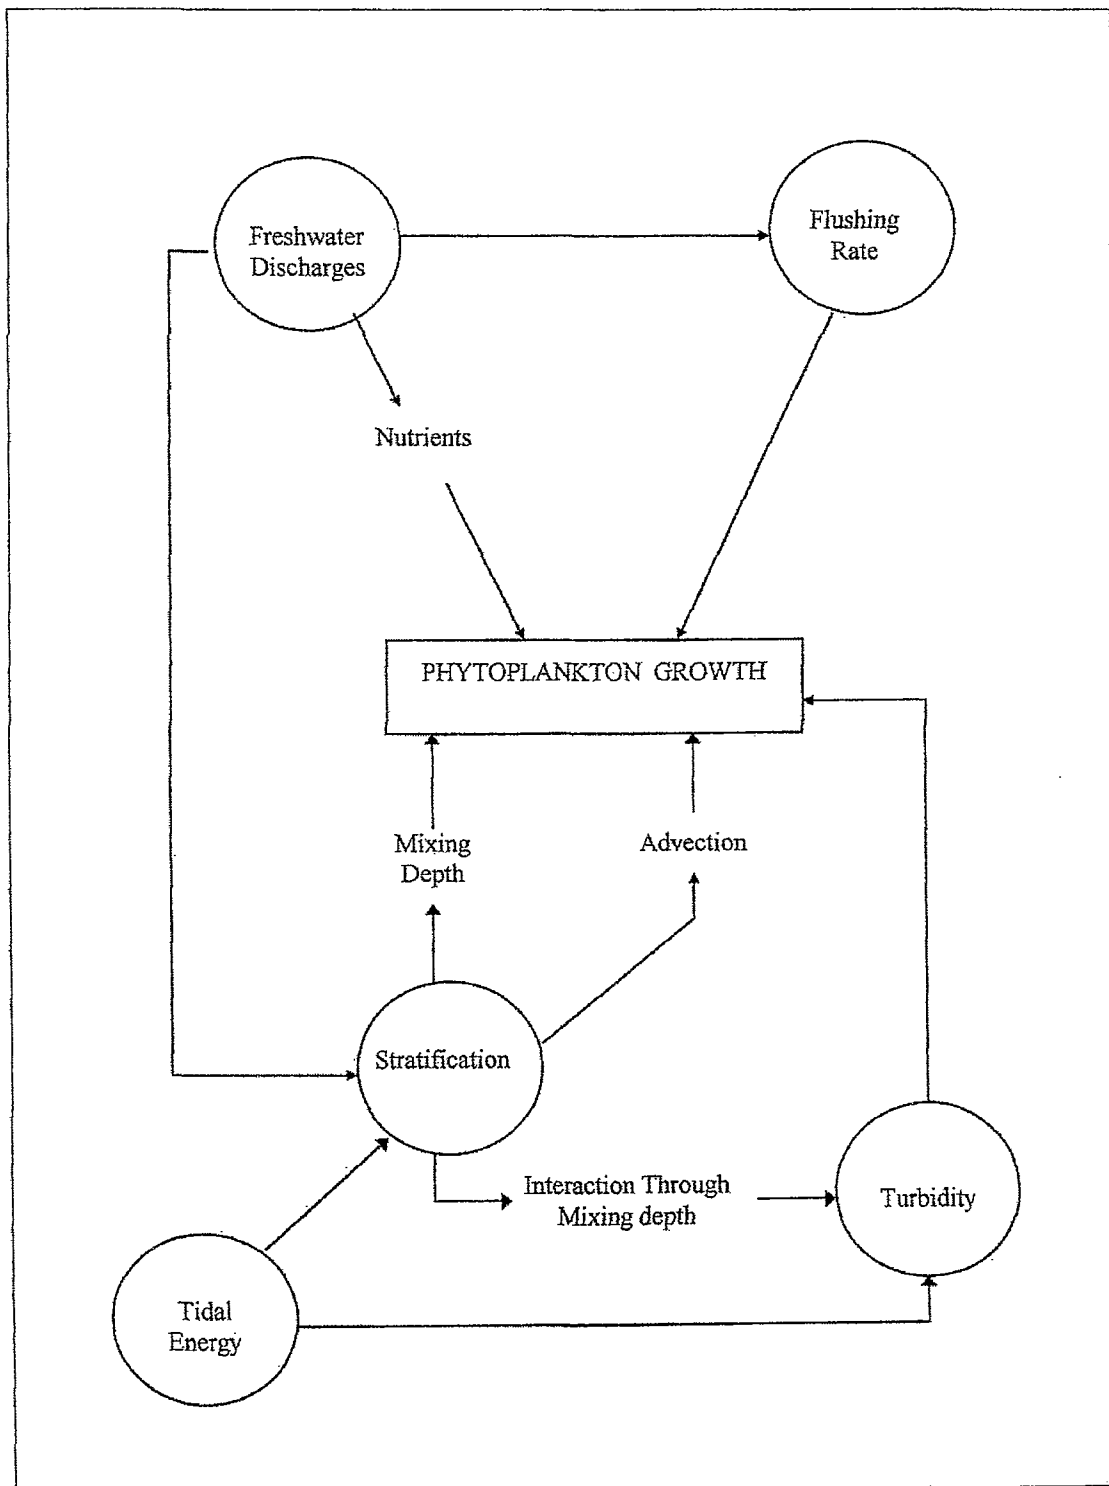 Freshwater
Discharges
Flushing
Rate
Nutrients
PHYTOPLANKTON GROWTH
Mixing
Depth
Advection
Stratification
Interaction Through
Mixing depth
Turbidity
Tidal
Energy